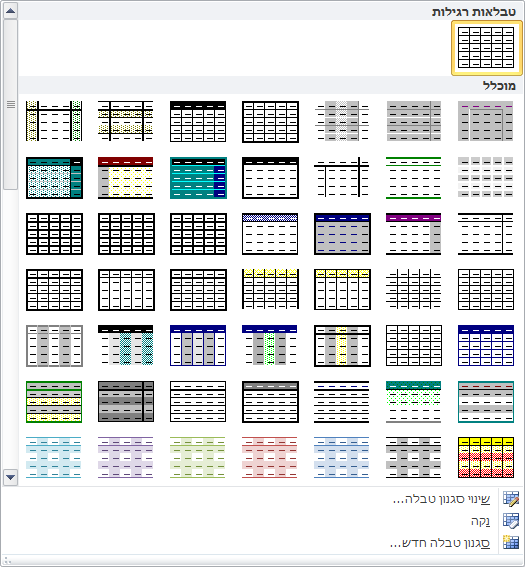 טבלאות רגילות
מוכלל
שינוי סגנון טבלה...
נקה
סגנון טבלה חדש...